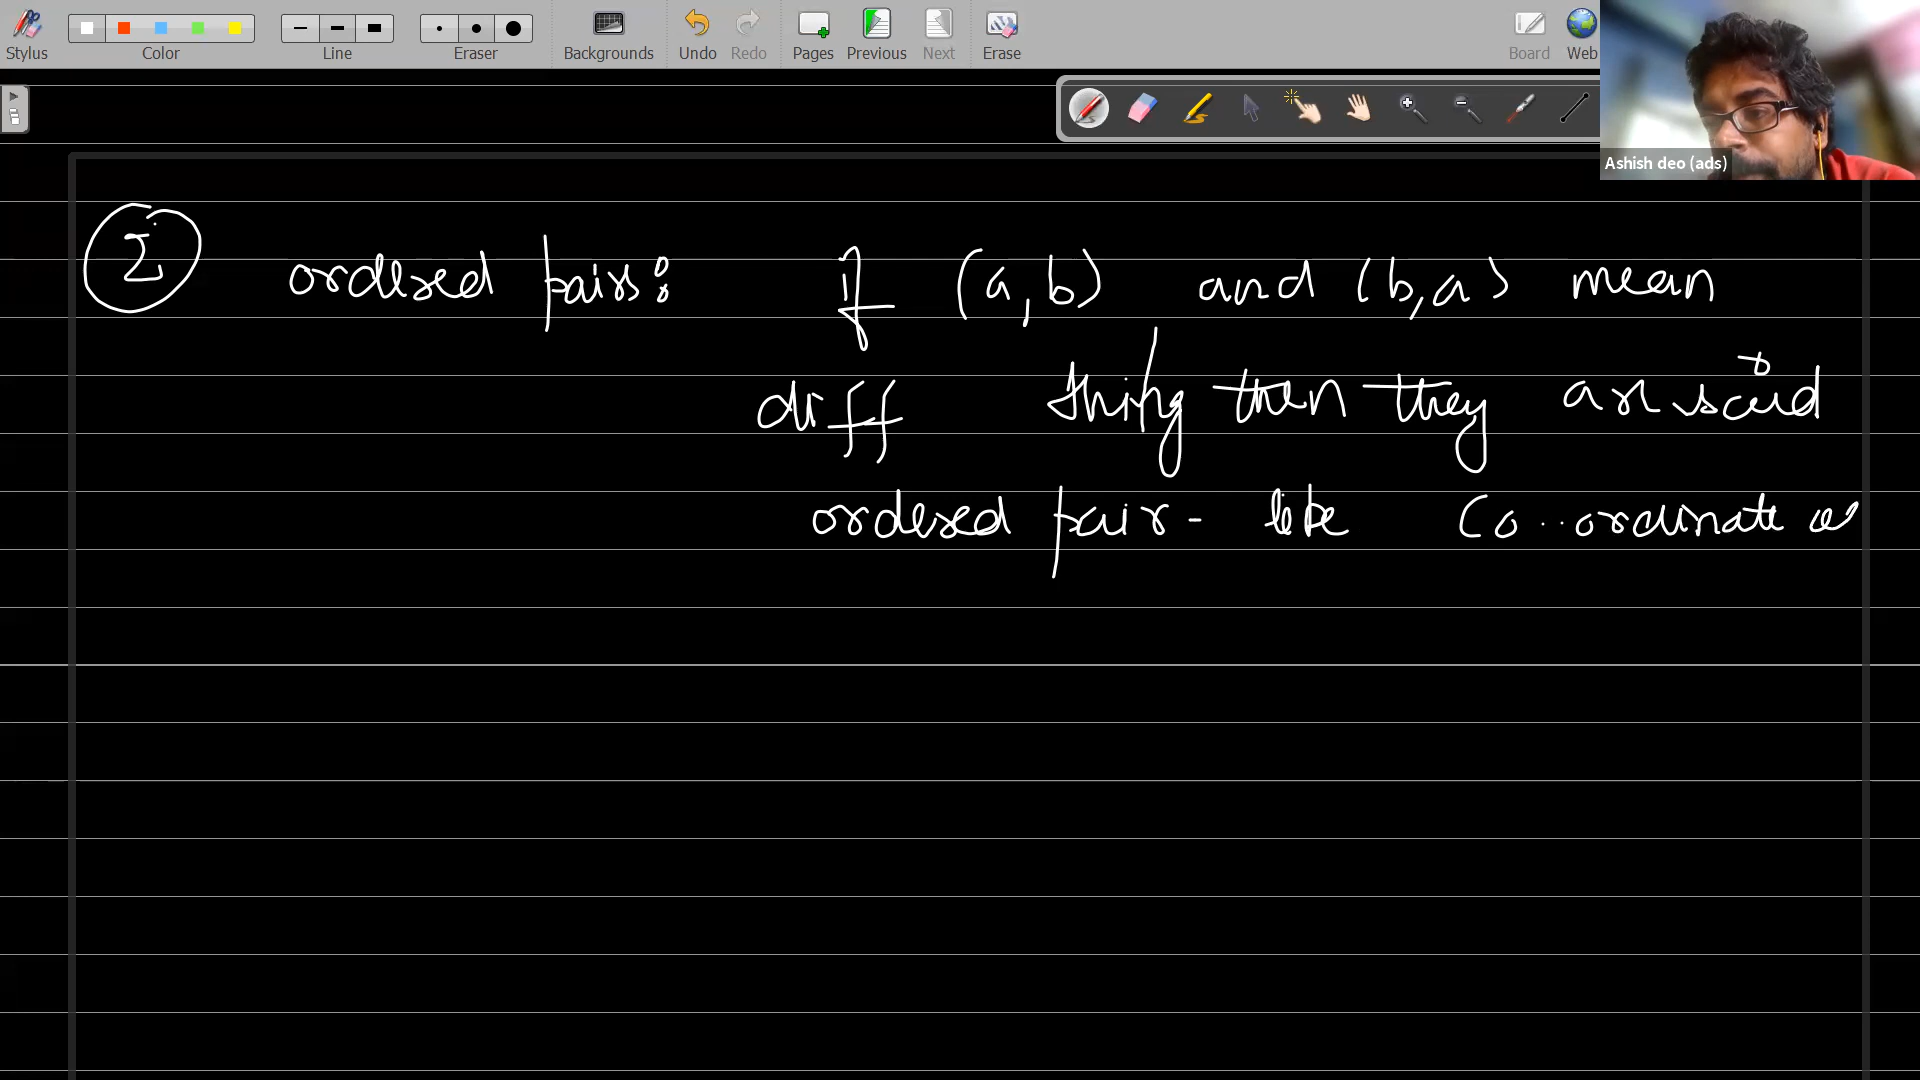 Stylus Color Line Eraser Backgrounds Undo Redo Pages Previous Next Erase Board Web
Ashish deo (ads)
2 ordered pairs: if (a,b) and (b,a) mean
diff thing then they are said to
ordered pair - like Co..ordinate